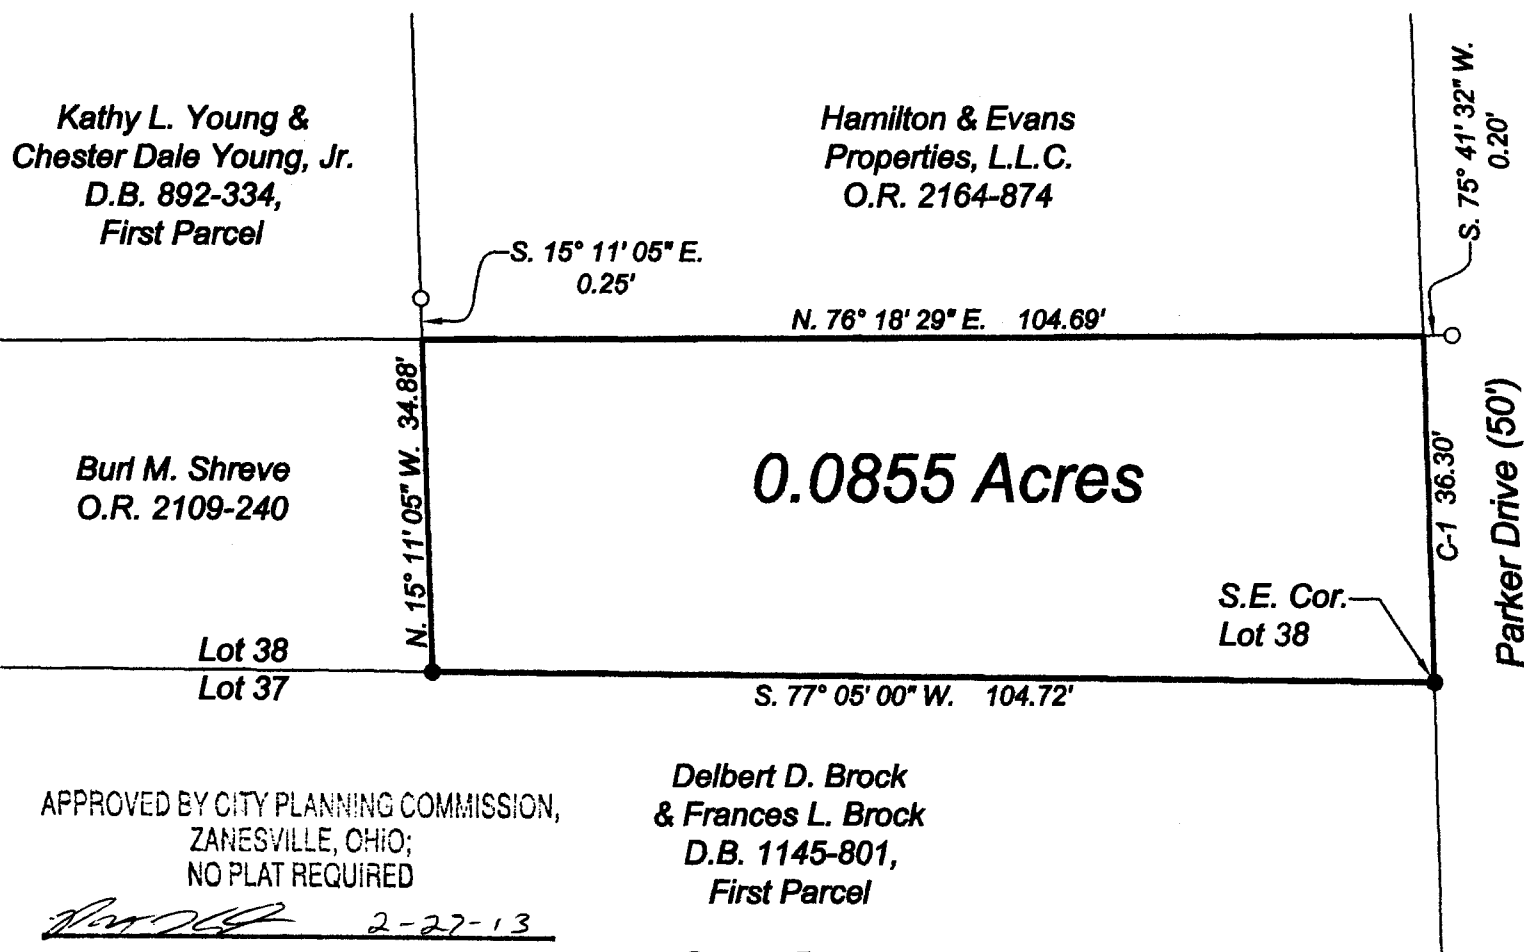 Kathy L. Young &
Chester Dale Young, Jr.
D.B. 892-334,
First Parcel
Hamilton & Evans
Properties, L.L.C.
O.R. 2164-874
S. 75° 41' 32" W.
0.20'
S. 15° 11' 05" E.
0.25'
N. 76° 18' 29" E. 104.69'
N. 15° 11' 05" W. 34.88'
Burl M. Shreve
O.R. 2109-240
0.0855 Acres
C-1 36.30'
Parker Drive (50')
S.E. Cor.
Lot 38
Lot 38
Lot 37
S. 77° 05' 00" W. 104.72'
Delbert D. Brock
& Frances L. Brock
D.B. 1145-801,
First Parcel
APPROVED BY CITY PLANNING COMMISSION,
ZANESVILLE, OHIO;
NO PLAT REQUIRED
2-27-13